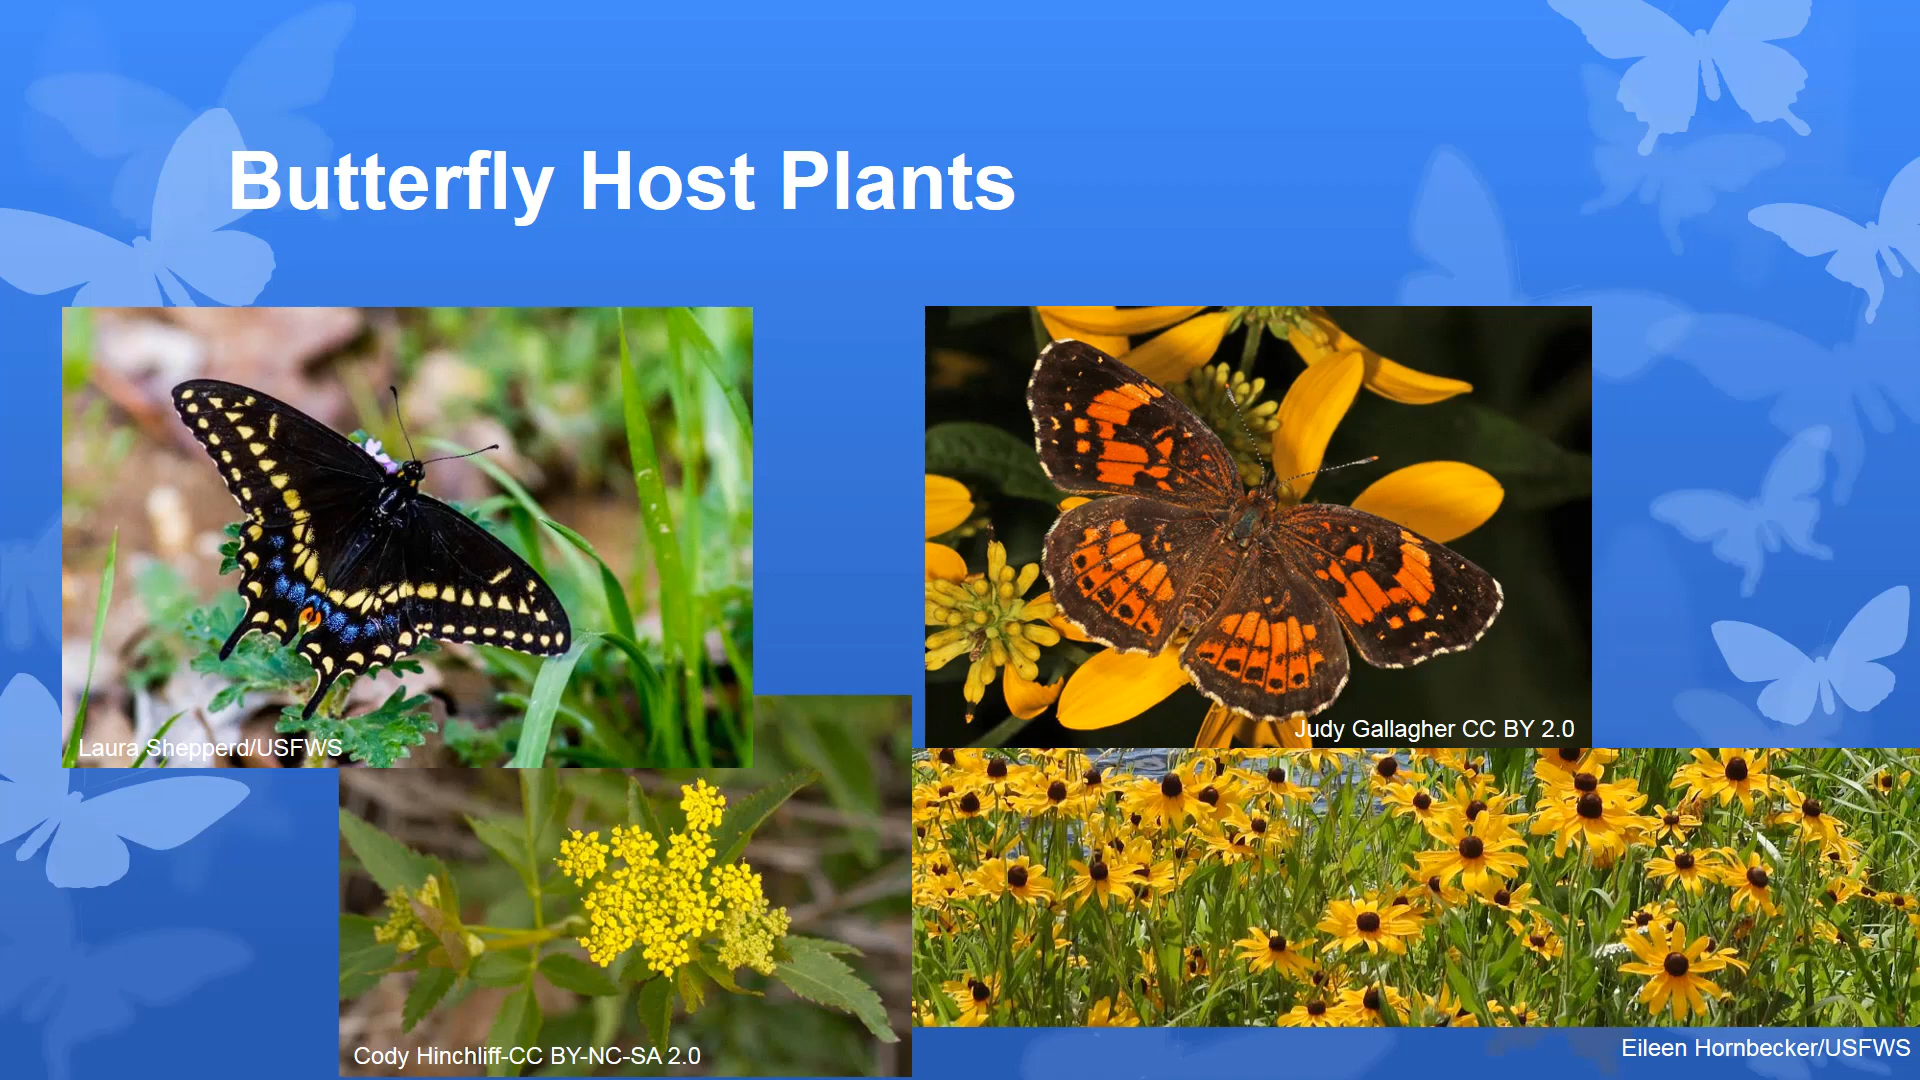 Butterfly Host Plants
Laura Shepperd/USFWS
Judy Gallagher CC BY 2.0
Cody Hinchliff-CC BY-NC-SA 2.0
Eileen Hornbecker/USFWS